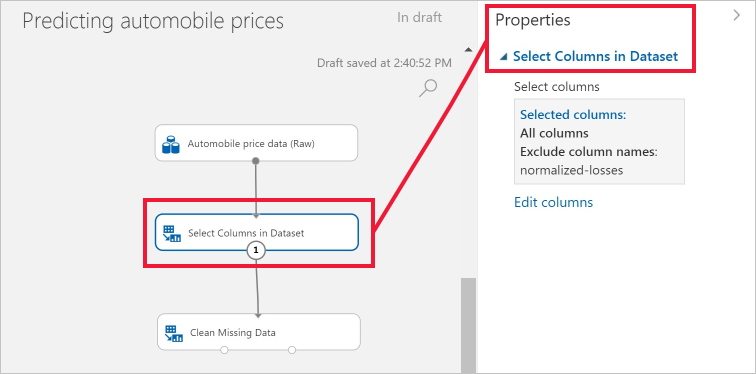 Predicting automobile prices
In draft
Draft saved at 2:40:52 PM
Automobile price data (Raw)
Select Columns in Dataset
1
Clean Missing Data
Properties
Select Columns in Dataset
Select columns
Selected columns:
All columns
Exclude column names:
normalized-losses
Edit columns